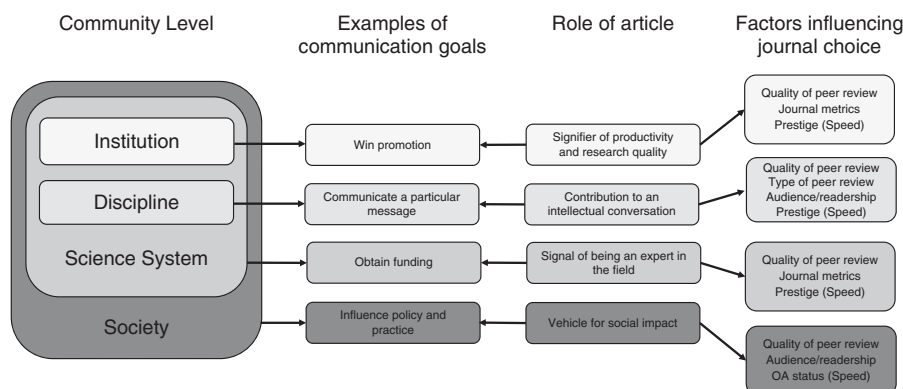 Community Level
Examples of
communication goals
Role of article
Factors influencing
journal choice
Institution
Win promotion
Signifier of productivity
and research quality
Quality of peer review
Journal metrics
Prestige (Speed)
Discipline
Communicate a particular
message
Contribution to an
intellectual conversation
Quality of peer review
Type of peer review
Audience/readership
Prestige (Speed)
Science System
Obtain funding
Signal of being an expert in
the field
Quality of peer review
Journal metrics
Prestige (Speed)
Society
Influence policy and
practice
Vehicle for social impact
Quality of peer review
Audience/readership
OA status (Speed)